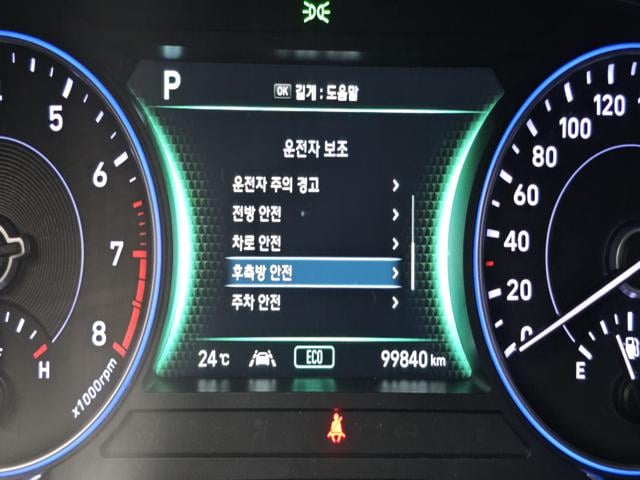 P
OK 길게 : 도움말
운전자 보조
운전자 주의 경고
전방 안전
차로 안전
후측방 안전
주차 안전
24℃ ECO 99840 km
5
6
7
8
x1000rpm
H
120
100
80
60
40
20
0
E